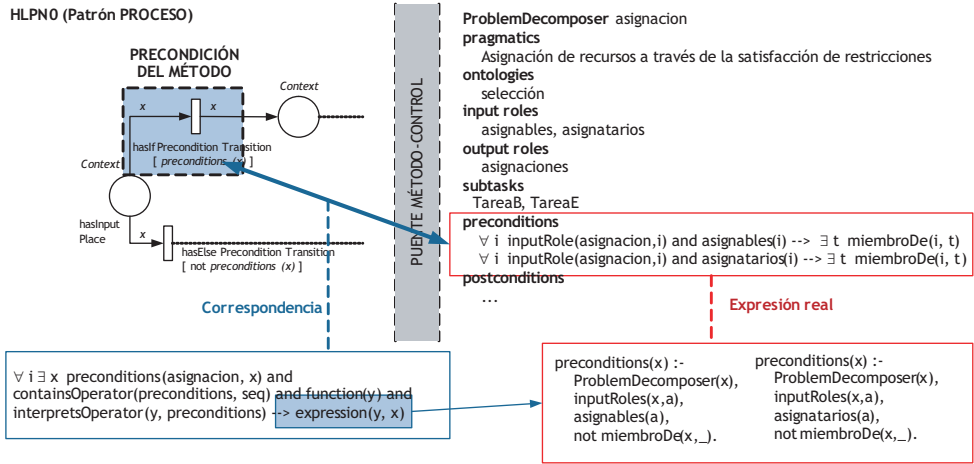 HLPN0 (Patrón PROCESO)
PRECONDICIÓN
DEL MÉTODO
Context
x
x
hasIf Precondition Transition
[ preconditions (x) ]
Context
hasInput
Place
x
hasElse Precondition Transition
[ not preconditions (x) ]
PUENTE MÉTODO-CONTROL
ProblemDecomposer asignacion
pragmatics
Asignación de recursos a través de la satisfacción de restricciones
ontologies
selección
input roles
asignables, asignatarios
output roles
asignaciones
subtasks
TareaB, TareaE
preconditions
∀ i inputRole(asignacion,i) and asignables(i) --> ∃ t miembroDe(i, t)
∀ i inputRole(asignacion,i) and asignatarios(i) --> ∃ t miembroDe(i, t)
postconditions
...
Correspondencia
Expresión real
∀ i ∃ x preconditions(asignacion, x) and
containsOperator(preconditions, seq) and function(y) and
interpretsOperator(y, preconditions) --> expression(y, x)
preconditions(x) :-
ProblemDecomposer(x),
inputRoles(x,a),
asignables(a),
not miembroDe(x,_).
preconditions(x) :-
ProblemDecomposer(x),
inputRoles(x,a),
asignatarios(a),
not miembroDe(x,_).